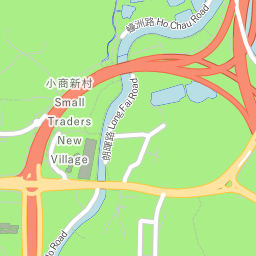 蠔洲路 Ho Chau Road
小商新村
Small
Traders
New
Village
朗輝路 Long Fai Road
o Road